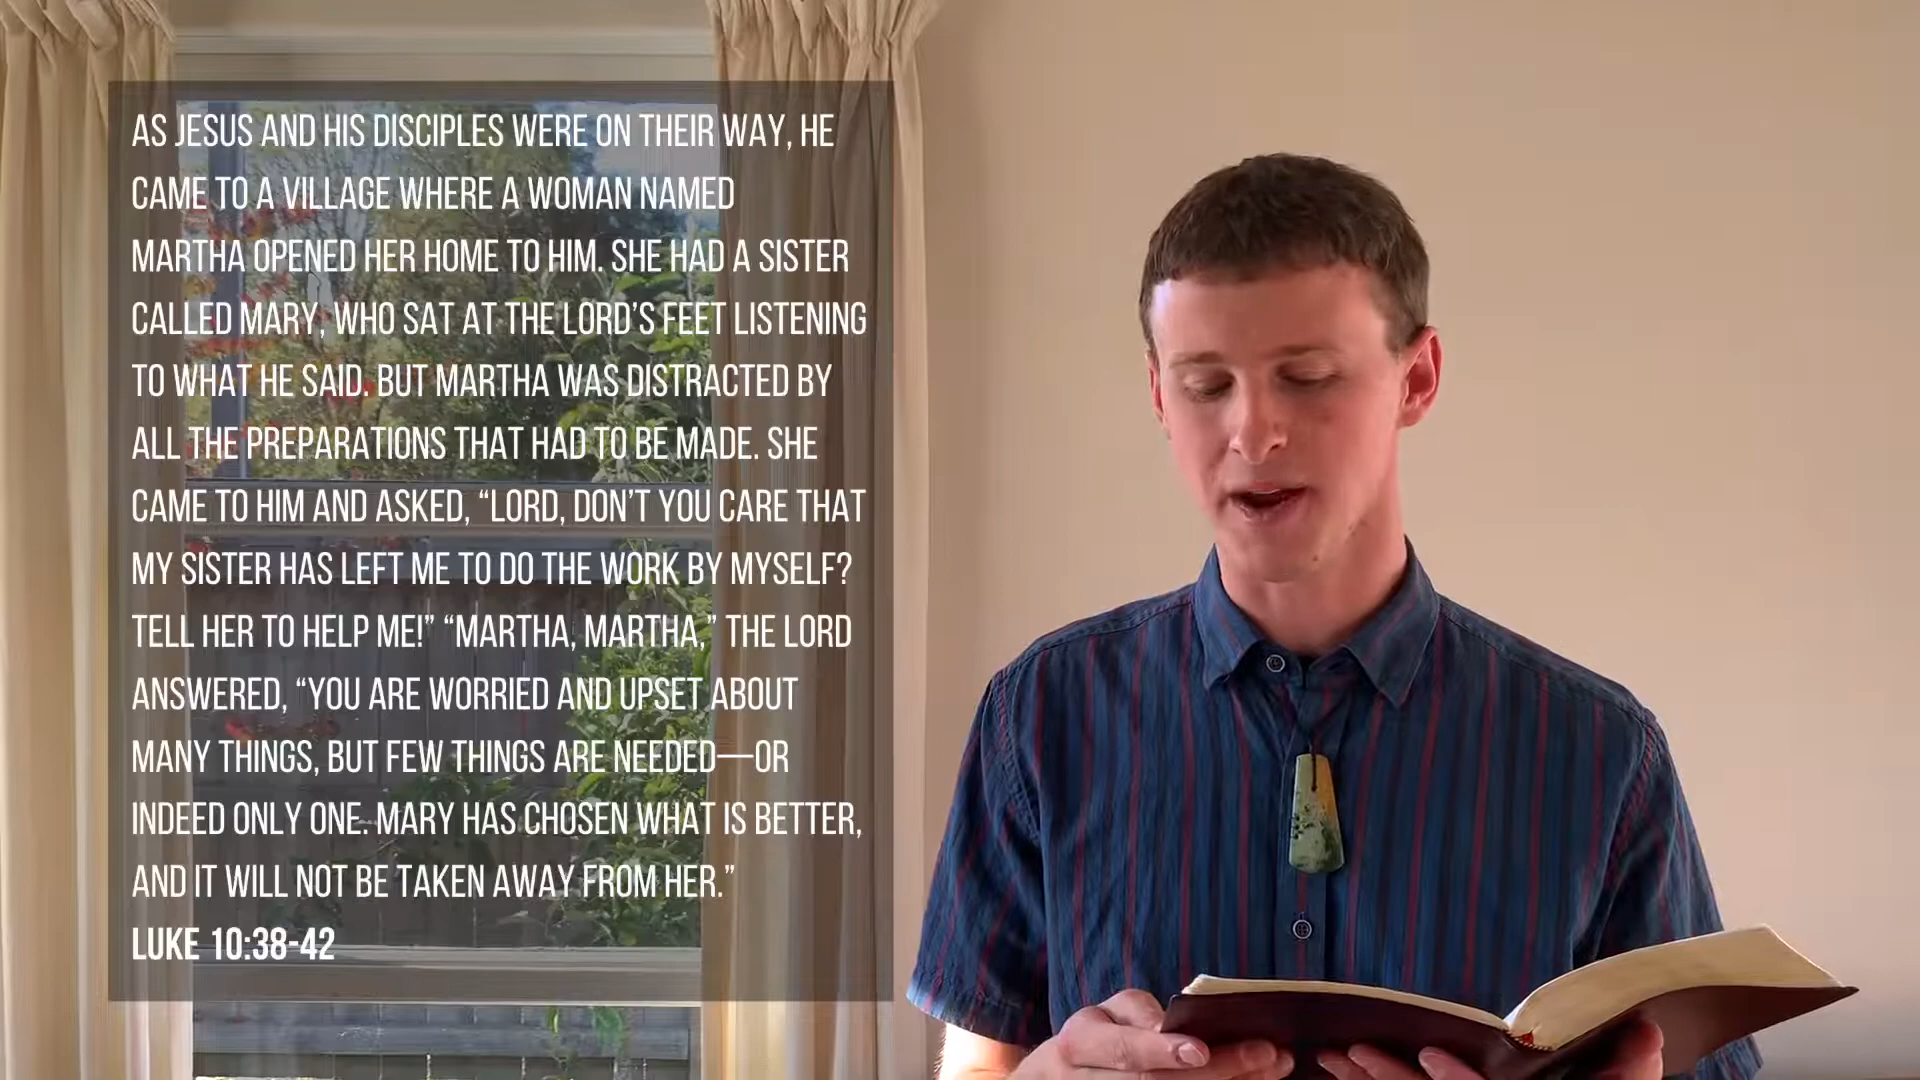 AS JESUS AND HIS DISCIPLES WERE ON THEIR WAY, HE
CAME TO A VILLAGE WHERE A WOMAN NAMED
MARTHA OPENED HER HOME TO HIM. SHE HAD A SISTER
CALLED MARY, WHO SAT AT THE LORD’S FEET LISTENING
TO WHAT HE SAID. BUT MARTHA WAS DISTRACTED BY
ALL THE PREPARATIONS THAT HAD TO BE MADE. SHE
CAME TO HIM AND ASKED, “LORD, DON’T YOU CARE THAT
MY SISTER HAS LEFT ME TO DO THE WORK BY MYSELF?
TELL HER TO HELP ME!” “MARTHA, MARTHA,” THE LORD
ANSWERED, “YOU ARE WORRIED AND UPSET ABOUT
MANY THINGS, BUT FEW THINGS ARE NEEDED—OR
INDEED ONLY ONE. MARY HAS CHOSEN WHAT IS BETTER,
AND IT WILL NOT BE TAKEN AWAY FROM HER.”
LUKE 10:38-42